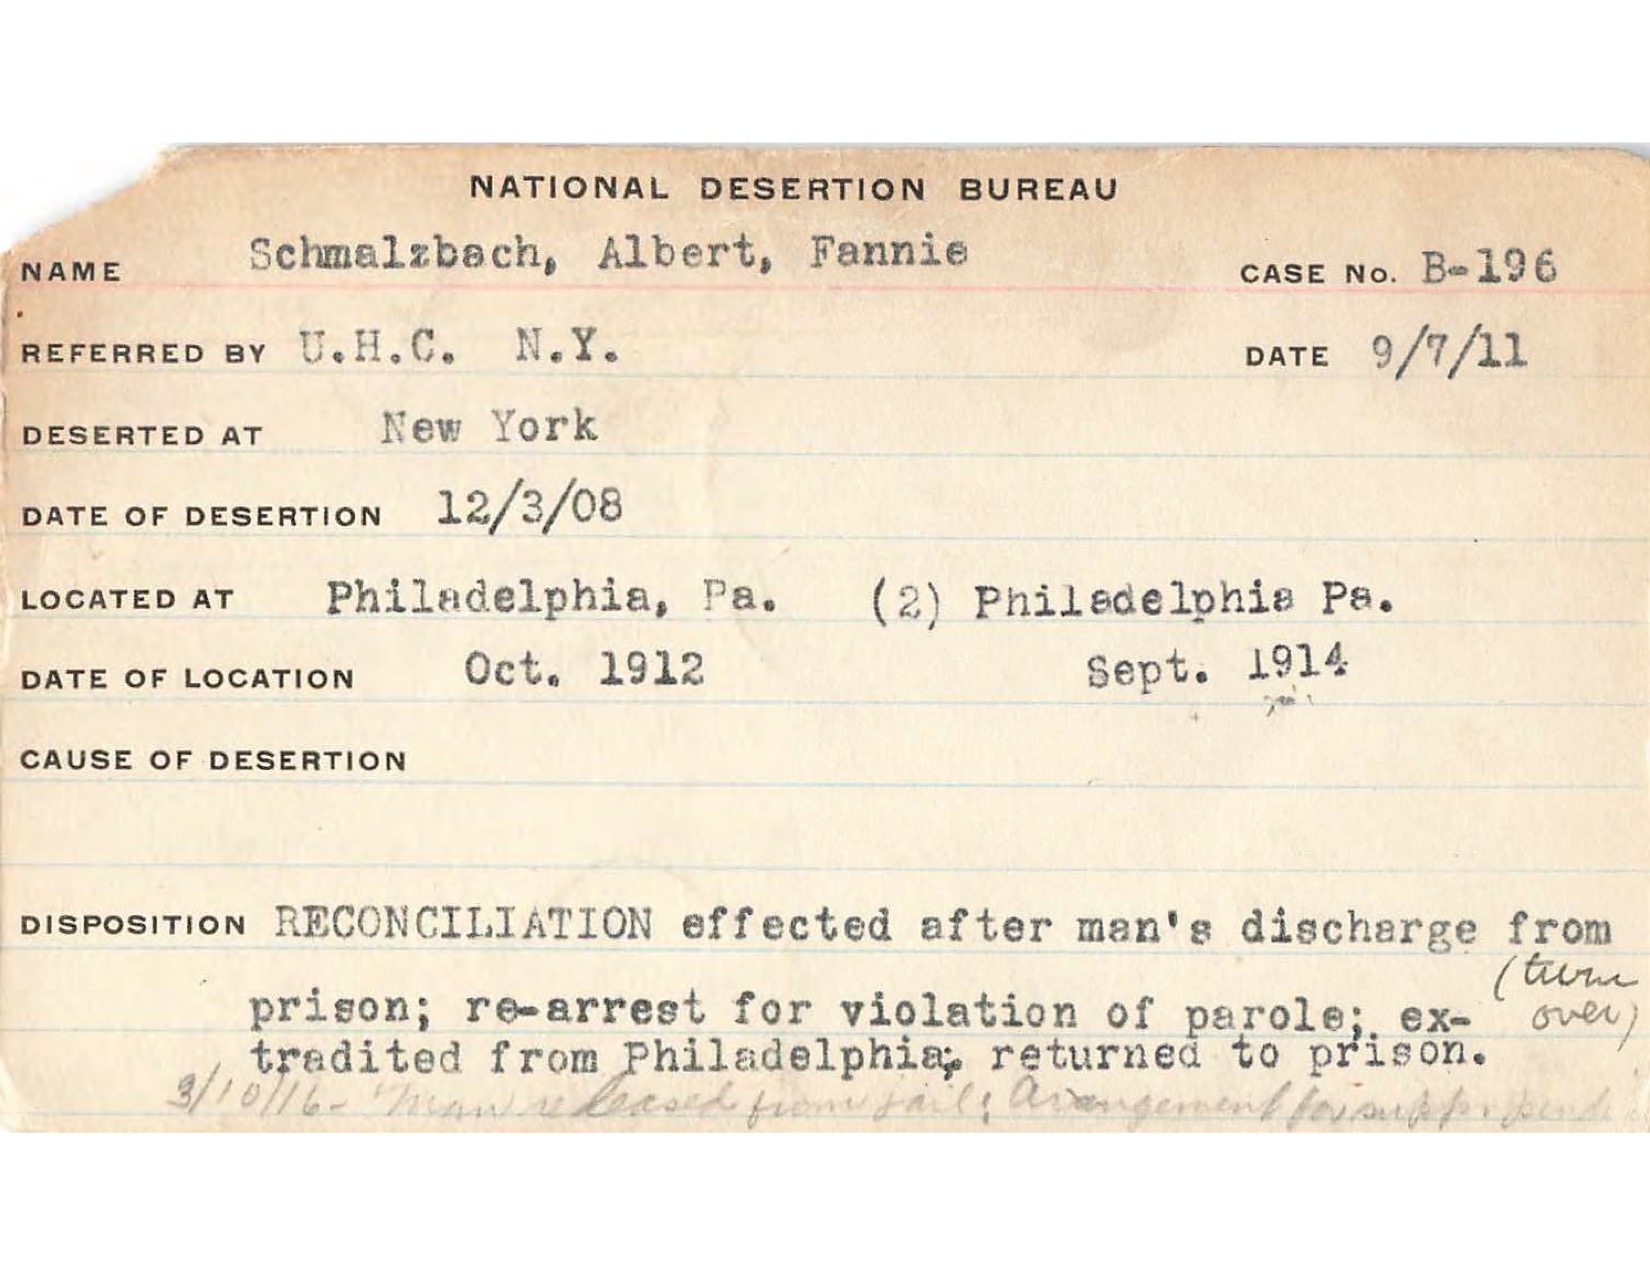 NATIONAL DESERTION BUREAU
NAME Schmalzbach, Albert, Fannie CASE No. B-196
REFERRED BY U.H.C. N.Y. DATE 9/7/11
DESERTED AT New York
DATE OF DESERTION 12/3/08
LOCATED AT Philadelphia, Pa. (2) Philadelphia Pa.
DATE OF LOCATION Oct. 1912 Sept. 1914
CAUSE OF DESERTION
DISPOSITION RECONCILIATION effected after man's discharge from
(turn
prison; re-arrest for violation of parole; ex- over)
tradited from Philadelphia; returned to prison.
3/10/16- Man released from jail; Arrangement for supp.